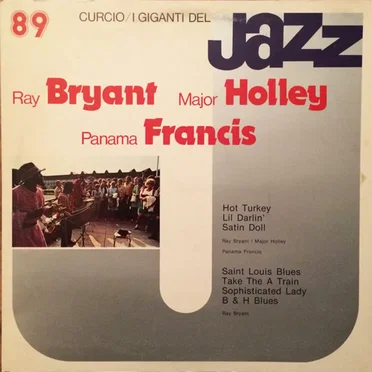 89
CURCIO/I GIGANTI DEL
Jazz
Ray Bryant Major Holley
Panama Francis
Hot Turkey
Lil Darlin'
Satin Doll
Ray Bryant / Major Holley
Panama Francis
Saint Louis Blues
Take The A Train
Sophisticated Lady
B & H Blues
Ray Bryant